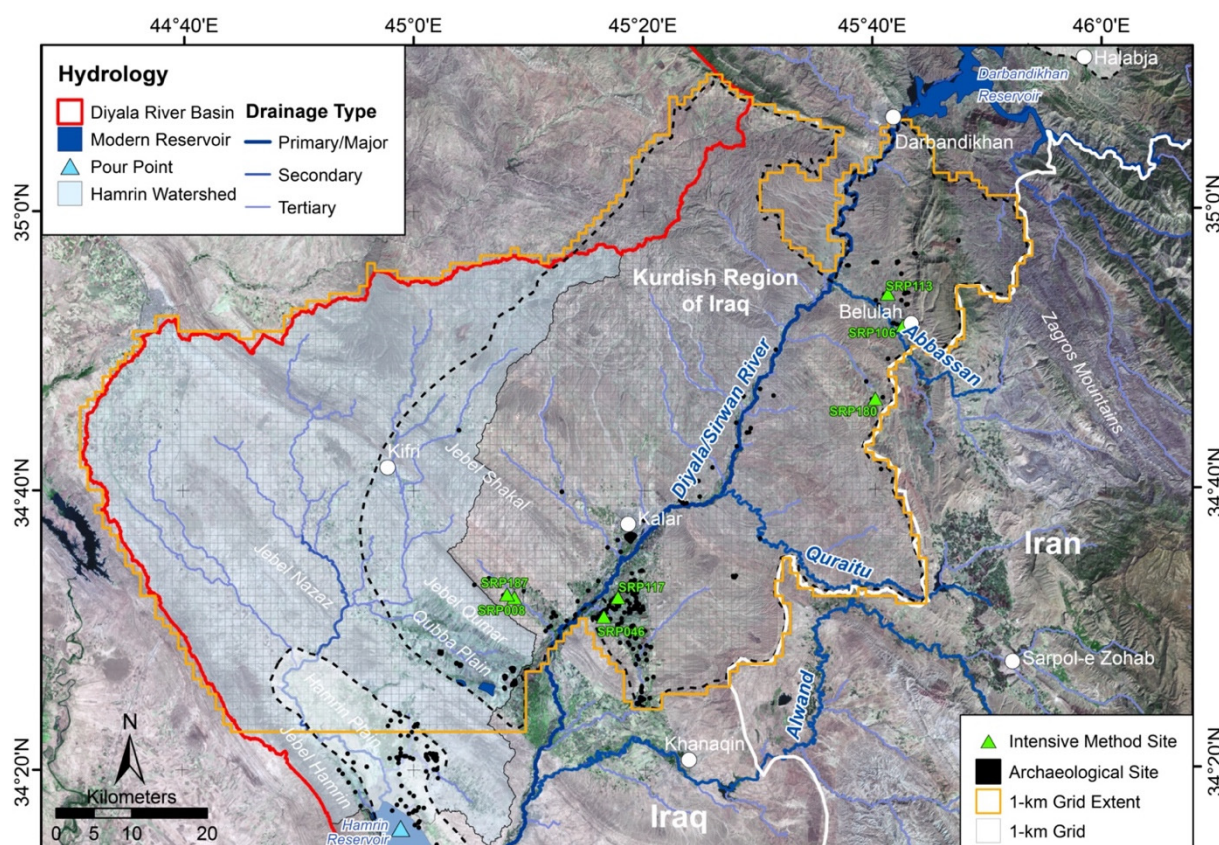 44°40'E
45°0'E
45°20'E
45°40'E
46°0'E
Hydrology
Diyala River Basin
Modern Reservoir
Pour Point
Hamrin Watershed
Drainage Type
Primary/Major
Secondary
Tertiary
Halabja
Darbandikhan
Reservoir
Darbandikhan
35°0'N
35°0'N
Kurdish Region
of Iraq
SRP113
Belulah
SRP106
Abbassan
Zagros Mountains
Diyala/Sirwan River
SRP180
Kifri
Jebel Shakal
34°40'N
34°40'N
Kalar
Iran
Quraitu
Jebel Nazaz
SRP187
SRP008
SRP117
SRP046
Jebel Qumar
Qubba Plain
Sarpol-e Zohab
Alwand
Hamrin Plain
Jebel Hamrin
Khanaqin
34°20'N
34°20'N
N
Kilometers
0 5 10 20
Hamrin
Reservoir
Iraq
Intensive Method Site
Archaeological Site
1-km Grid Extent
1-km Grid